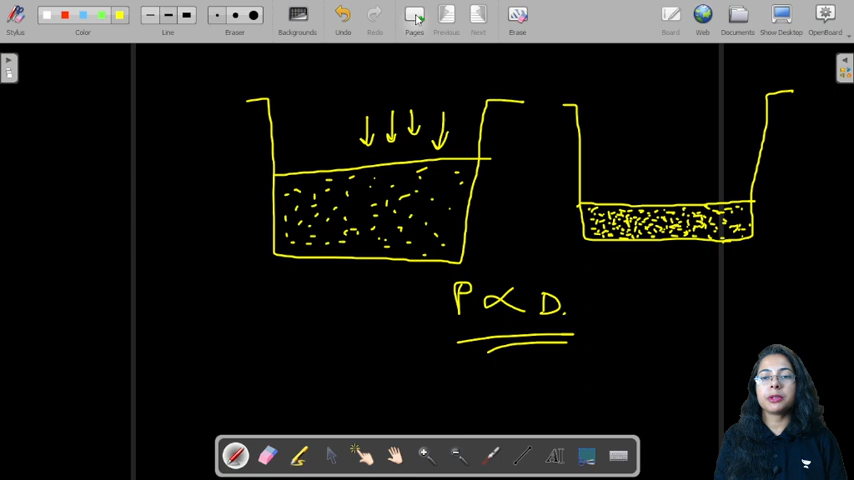 Stylus
Color
Line
Eraser
Backgrounds
Undo
Redo
Pages
Previous
Next
Erase
Board
Web
Documents
Show Desktop
OpenBoard
P ∝ D.